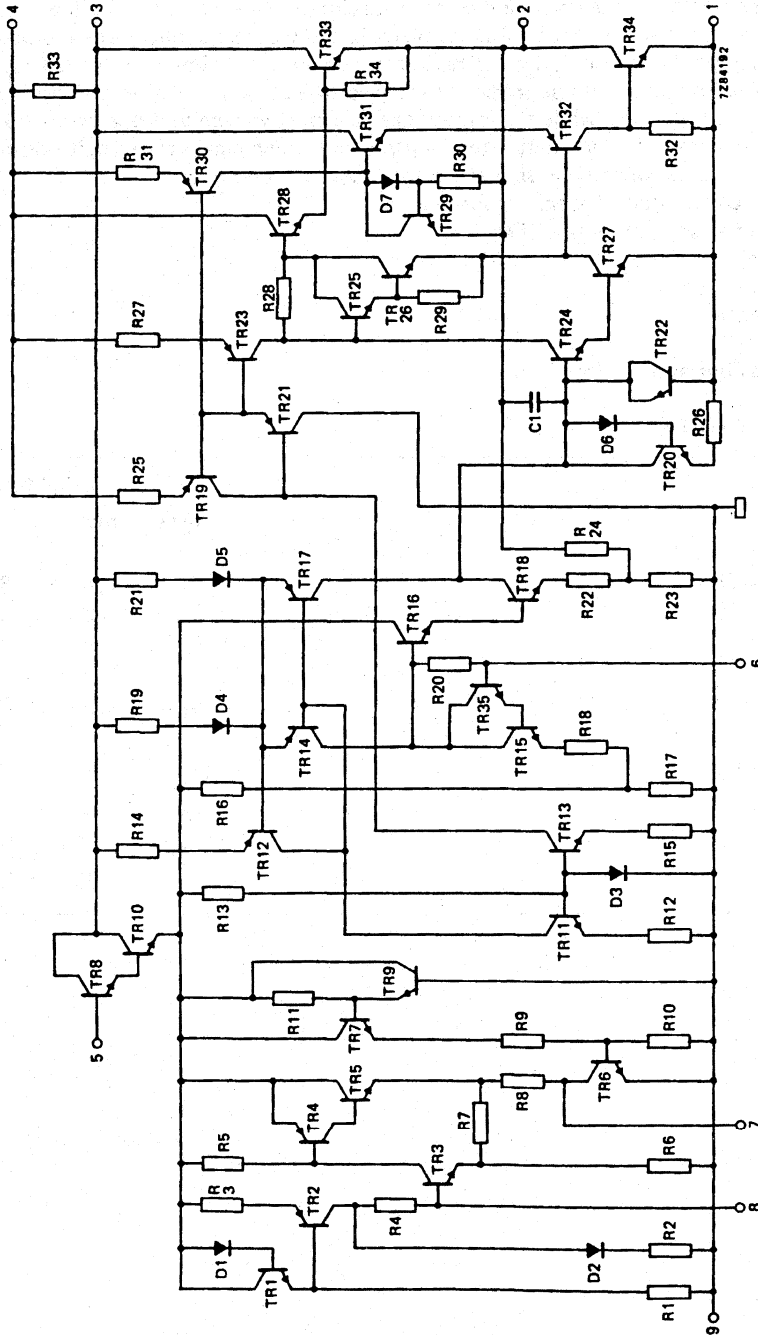 4
R33
3
5
TR8
TR10
R14
R19
R21
R25
R27
R
31
D1
R
3
R5
R11
R13
R16
D4
D5
TR19
TR30
TR1
TR2
TR4
TR5
TR7
TR9
TR12
TR23
TR21
TR28
TR33
R
34
R4
R28
TR14
TR17
TR25
TR
26
TR31
D7
TR29
R30
R29
TR3
R7
R8
R9
TR16
R20
TR35
TR15
TR18
C1
2
TR6
TR11
TR13
R18
R22
R
24
D6
TR24
TR27
TR32
TR34
D2
D3
TR20
TR22
R1
R2
R6
R10
R12
R15
R17
R23
R26
R32
9
8
7
6
1
7Z84192